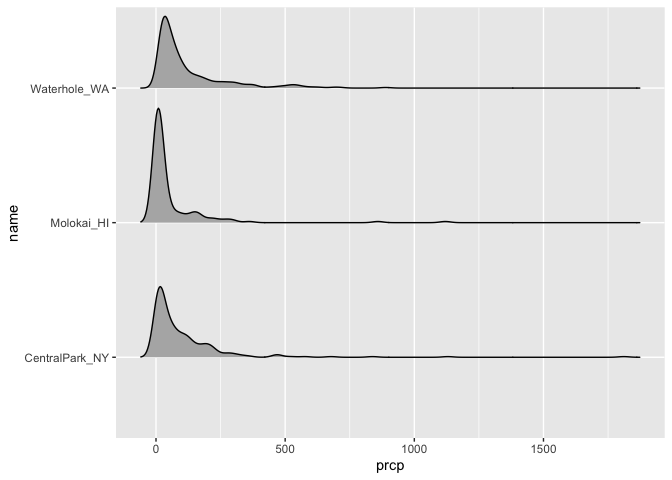 Waterhole_WA
Molokai_HI
CentralPark_NY
name
0 500 1000 1500
prcp